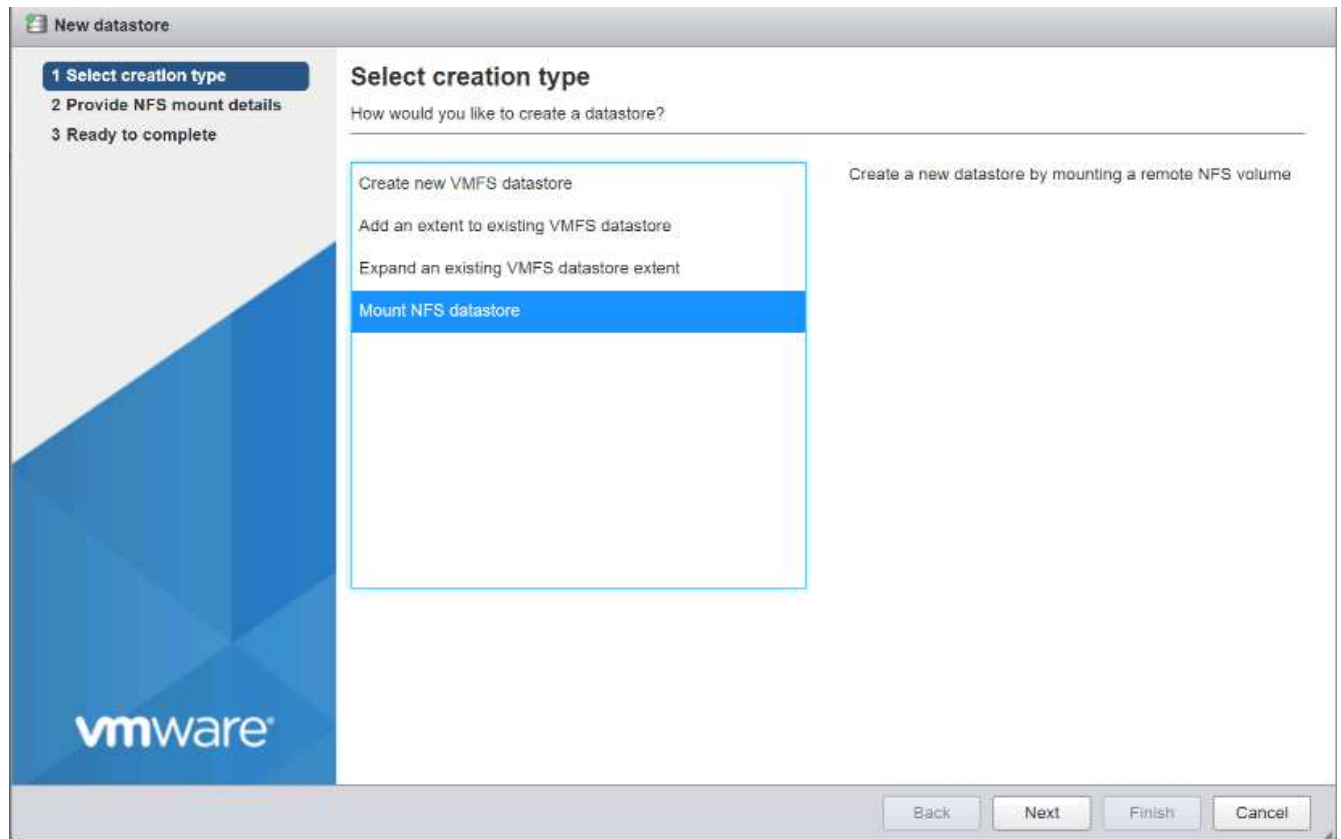 New datastore
1 Select creation type
2 Provide NFS mount details
3 Ready to complete
Select creation type
How would you like to create a datastore?
Create new VMFS datastore
Add an extent to existing VMFS datastore
Expand an existing VMFS datastore extent
Mount NFS datastore
Create a new datastore by mounting a remote NFS volume
vmware®
Back Next Finish Cancel